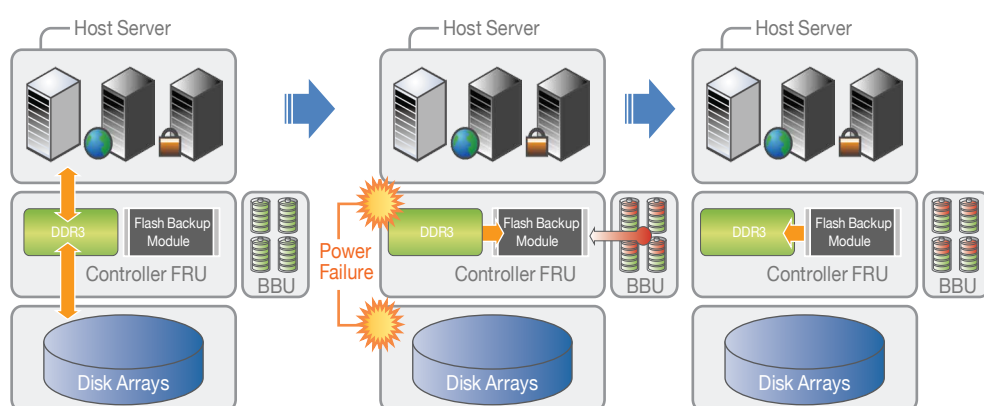 Host Server
Host Server
Host Server
DDR3
Flash Backup
Module
Controller FRU
BBU
Power
Failure
DDR3
Flash Backup
Module
Controller FRU
BBU
DDR3
Flash Backup
Module
Controller FRU
BBU
Disk Arrays
Disk Arrays
Disk Arrays